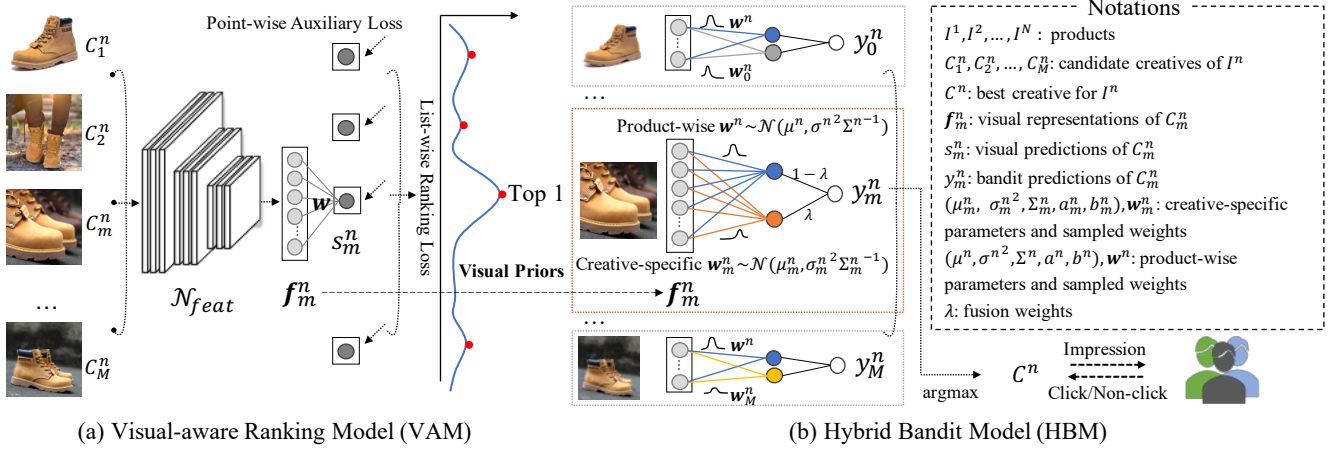 Point-wise Auxiliary Loss
C_1^n
C_2^n
C_m^n
...
C_M^n
𝒩_feat
w
s_m^n
f_m^n
List-wise Ranking Loss
Top 1
Visual Priors
(a) Visual-aware Ranking Model (VAM)
w^n
w_0^n
y_0^n
...
Product-wise w^n~𝒩(μ^n, σ^n^2 Σ^n^-1)
1 − λ
λ
y_m^n
Creative-specific w_m^n~𝒩(μ_m^n, σ_m^n^2 Σ_m^n^-1)
f_m^n
...
w^n
w_M^n
y_M^n
argmax
C^n
Impression
Click/Non-click
(b) Hybrid Bandit Model (HBM)
Notations
I^1, I^2, ..., I^N : products
C_1^n, C_2^n, ..., C_M^n: candidate creatives of I^n
C^n: best creative for I^n
f_m^n: visual representations of C_m^n
s_m^n: visual predictions of C_m^n
y_m^n: bandit predictions of C_m^n
(μ_m^n, σ_m^n^2, Σ_m^n, a_m^n, b_m^n), w_m^n: creative-specific
parameters and sampled weights
(μ^n, σ^n^2, Σ^n, a^n, b^n), w^n: product-wise
parameters and sampled weights
λ: fusion weights